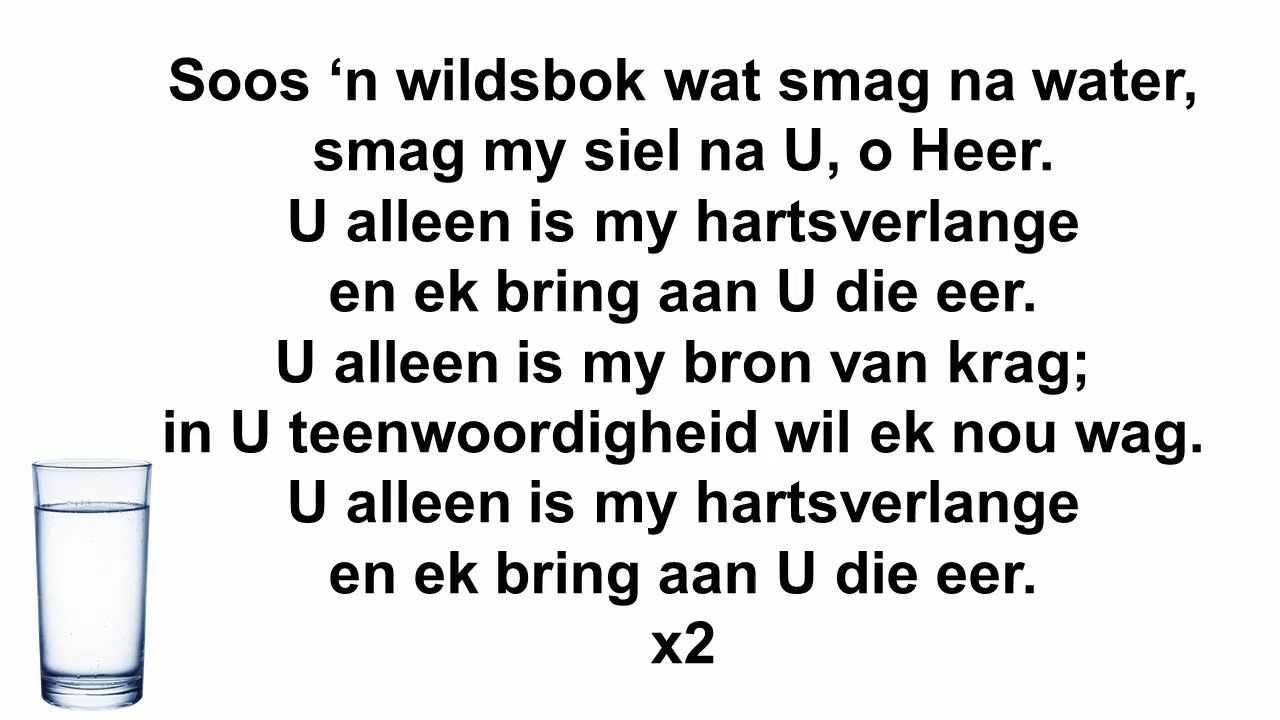 Soos ‘n wildsbok wat smag na water,
smag my siel na U, o Heer.
U alleen is my hartsverlange
en ek bring aan U die eer.
U alleen is my bron van krag;
in U teenwoordigheid wil ek nou wag.
U alleen is my hartsverlange
en ek bring aan U die eer.
x2